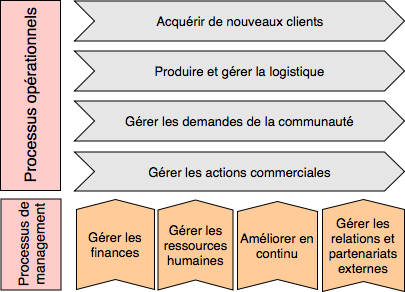 Processus opérationnels
Acquérir de nouveaux clients
Produire et gérer la logistique
Gérer les demandes de la communauté
Gérer les actions commerciales
Processus de
management
Gérer les
finances
Gérer les
ressources
humaines
Améliorer en
continu
Gérer les
relations et
partenariats
externes